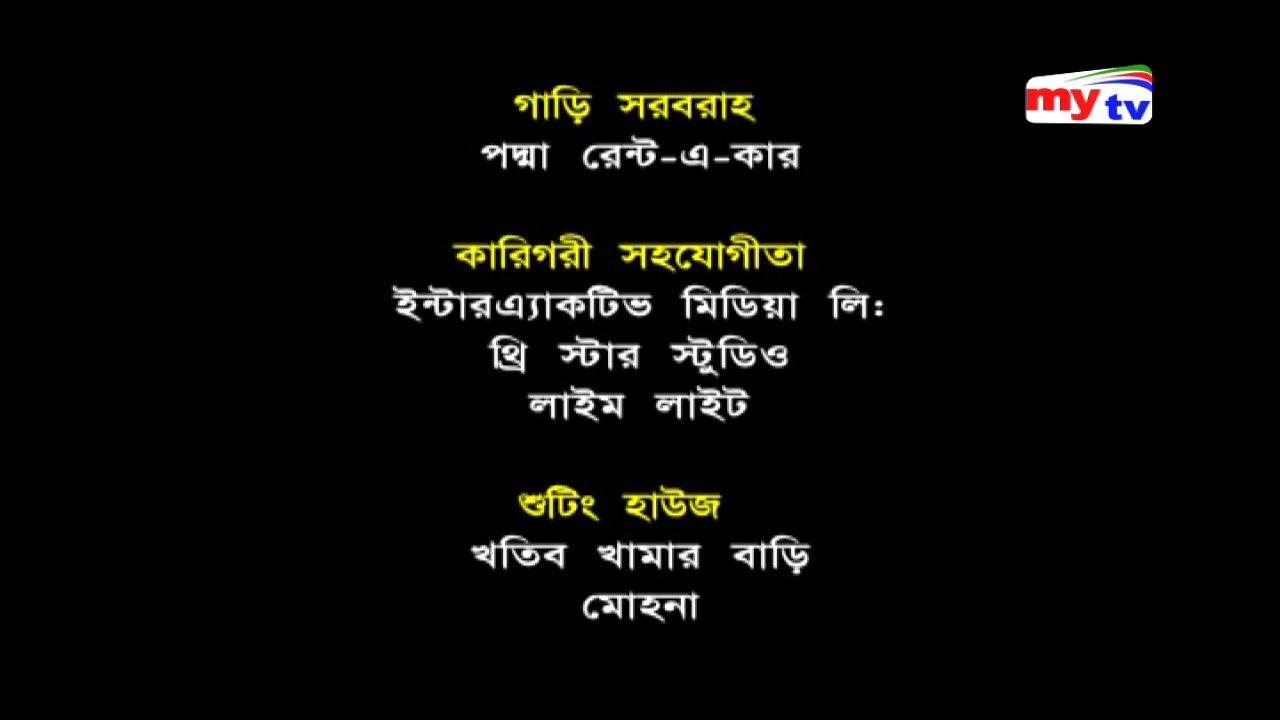 গাড়ি সরবরাহ
my tv
পদ্মা রেন্ট-এ-কার
কারিগরী সহযোগীতা
ইন্টারএ্যাকটিভ মিডিয়া লি:
থ্রি স্টার স্টুডিও
লাইম লাইট
শুটিং হাউজ
খতিব খামার বাড়ি
মোহনা